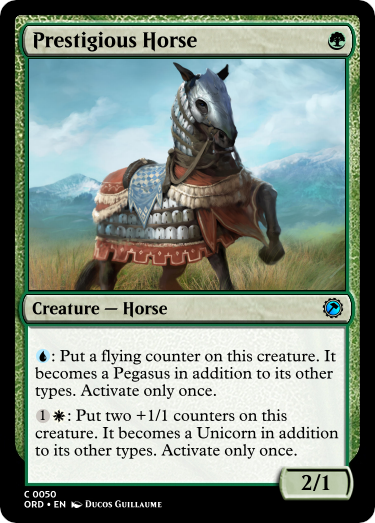 Prestigious Horse
Creature — Horse
: Put a flying counter on this creature. It
becomes a Pegasus in addition to its other
types. Activate only once.
1 : Put two +1/1 counters on this
creature. It becomes a Unicorn in addition
to its other types. Activate only once.
2/1
C 0050
ORD • EN Ducos Guillaume